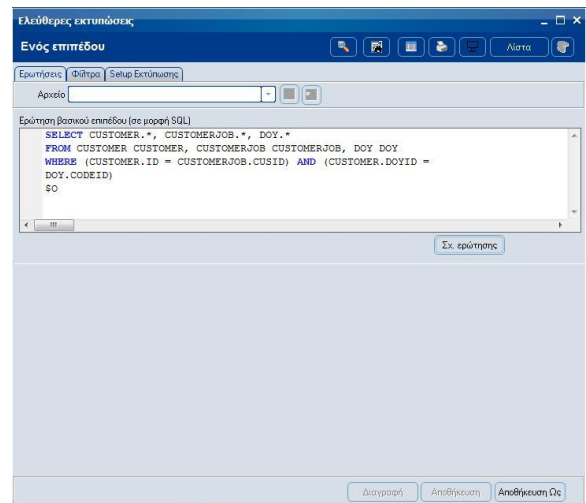 Ελεύθερες εκτυπώσεις
Ενός επιπέδου
Λίστα
Ερωτήσεις Φίλτρα Setup Εκτύπωσης
Αρχείο
Ερώτηση βασικού επιπέδου (σε μορφή SQL)
SELECT CUSTOMER.*, CUSTOMERJOB.*, DOY.*
FROM CUSTOMER CUSTOMER, CUSTOMERJOB CUSTOMERJOB, DOY DOY
WHERE (CUSTOMER.ID = CUSTOMERJOB.CUSID) AND (CUSTOMER.DOYID =
DOY.CODEID)
$O
Σχ. ερώτησης
Διαγραφή Αποθήκευση Αποθήκευση Ως